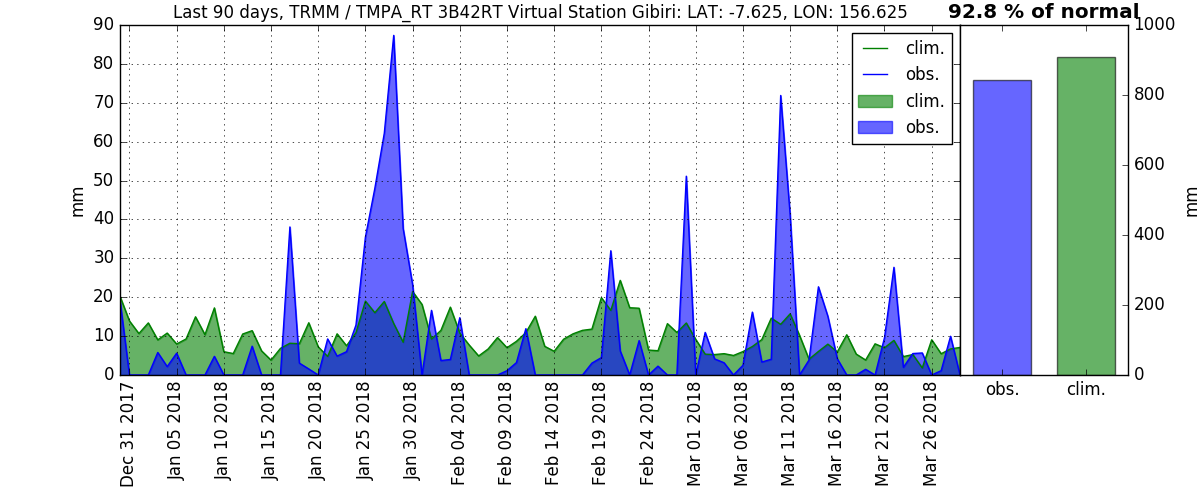 Last 90 days, TRMM / TMPA_RT 3B42RT Virtual Station Gibiri: LAT: -7.625, LON: 156.625
92.8 % of normal
90
80
70
60
50
40
30
20
10
0
mm
clim.
obs.
clim.
obs.
1000
800
600
400
200
0
mm
obs.
clim.
Dec 31 2017
Jan 05 2018
Jan 10 2018
Jan 15 2018
Jan 20 2018
Jan 25 2018
Jan 30 2018
Feb 04 2018
Feb 09 2018
Feb 14 2018
Feb 19 2018
Feb 24 2018
Mar 01 2018
Mar 06 2018
Mar 11 2018
Mar 16 2018
Mar 21 2018
Mar 26 2018